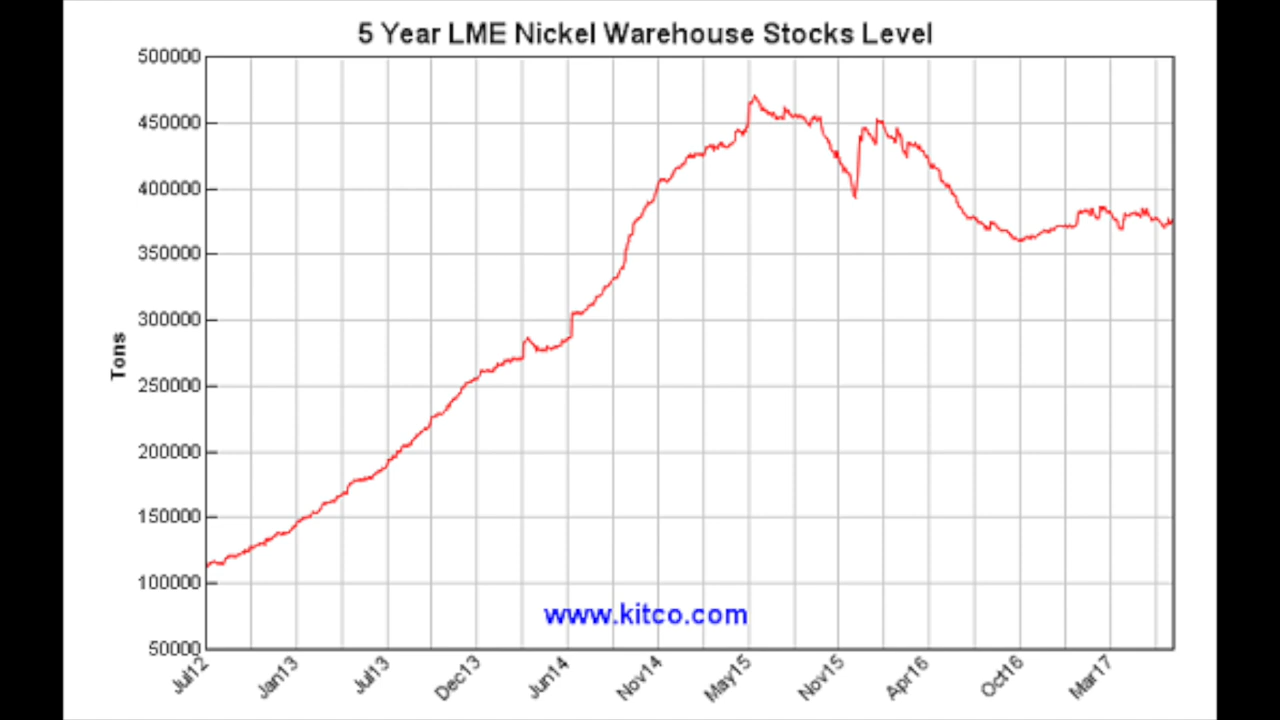 5 Year LME Nickel Warehouse Stocks Level
500000
450000
400000
350000
300000
250000
200000
150000
100000
50000
Tons
www.kitco.com
Jul12
Jan13
Jul13
Dec13
Jun14
Nov14
May15
Nov15
Apr16
Oct16
Mar17